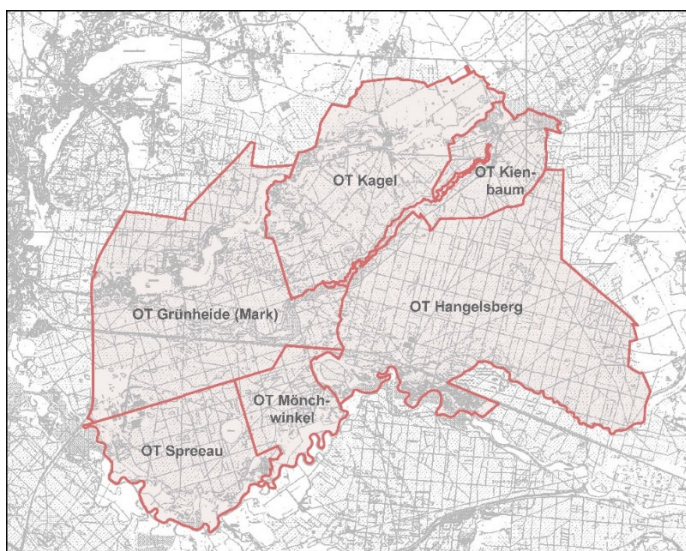 OT Kagel
OT Kien-
baum
OT Hangelsberg
OT Grünheide (Mark)
OT Mönch-
winkel
OT Spreeau